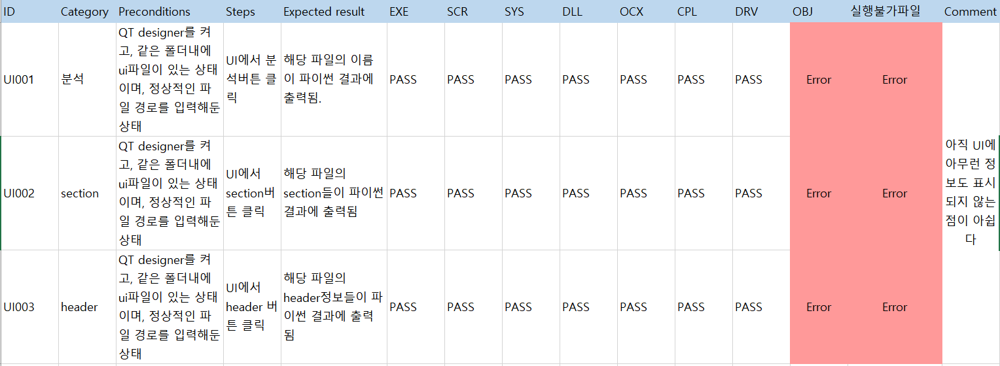 ID Category Preconditions Steps Expected result EXE SCR SYS DLL OCX CPL DRV OBJ 실행불가파일 Comment
UI001
분석
QT designer를 켜
고, 같은 폴더내에
ui파일이 있는 상태
이며, 정상적인 파
일 경로를 입력해둔
상태
UI에서 분
석버튼 클
릭
해당 파일의 이름
이 파이썬 결과에
출력됨.
PASS PASS PASS PASS PASS PASS PASS Error Error
UI002
section
QT designer를 켜
고, 같은 폴더내에
ui파일이 있는 상태
이며, 정상적인 파
일 경로를 입력해둔
상태
UI에서
section버
튼 클릭
해당 파일의
section들이 파이썬
결과에 출력됨
PASS PASS PASS PASS PASS PASS PASS Error Error
아직 UI에
아무런 정
보도 표시
되지 않는
점이 아쉽
다
UI003
header
QT designer를 켜
고, 같은 폴더내에
ui파일이 있는 상태
이며, 정상적인 파
일 경로를 입력해둔
상태
UI에서
header 버
튼 클릭
해당 파일의
header정보들이 파
이썬 결과에 출력
됨
PASS PASS PASS PASS PASS PASS PASS Error Error